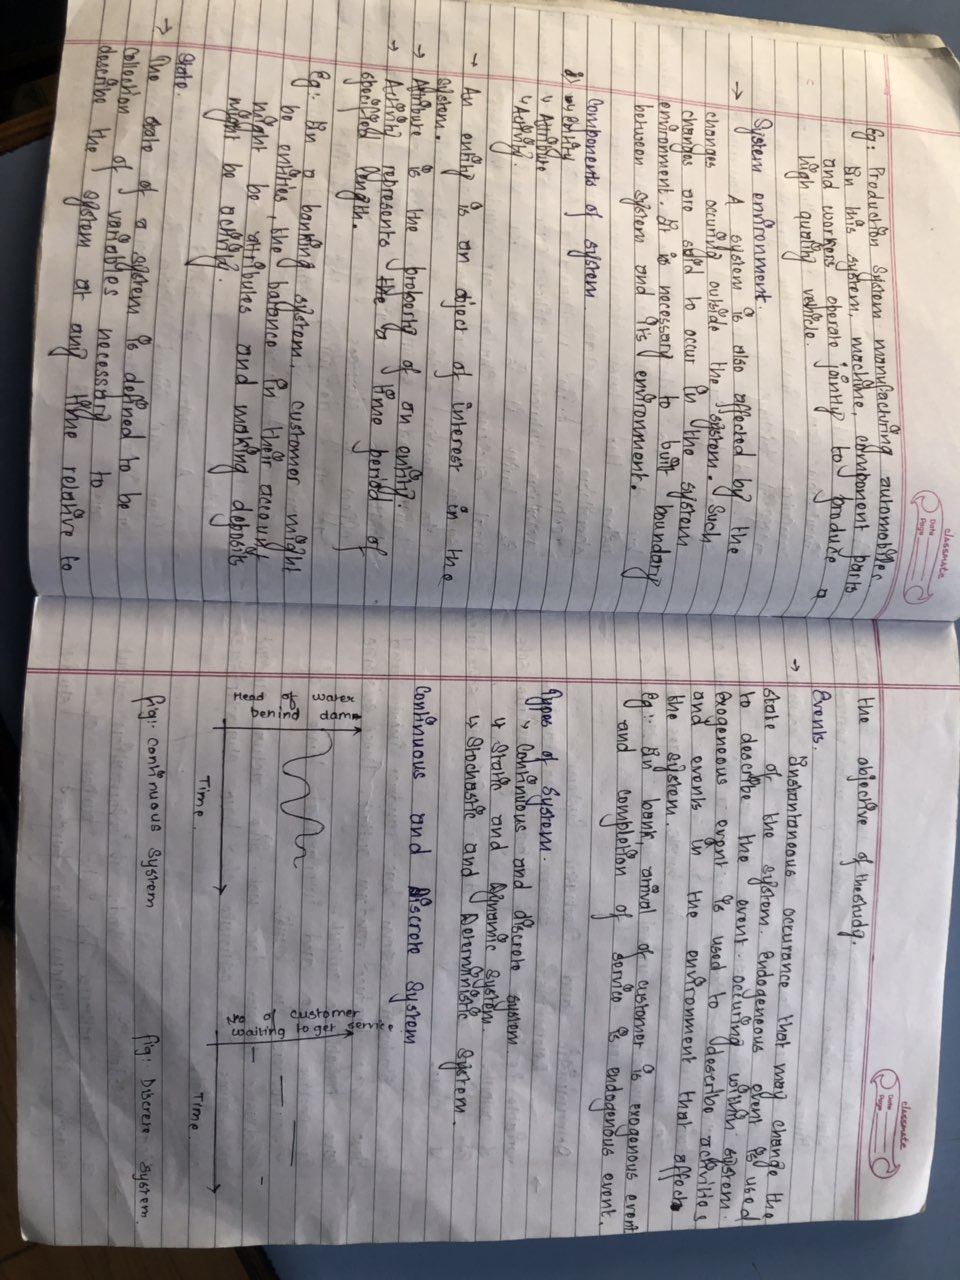 classmate
Date
Page
Eg: Production System manufacturing automobiles.
In this system, machine, component parts
and workers operate jointly to produce a
high quality vehicle.
→ System environment.
A system is also affected by the
changes occuring outside the system. Such
changes are said to occur in the system
environment. It is necessary to built boundary
between system and its environment.
Components of system.
↳ Entity
↳ Attribute
↳ Activity.
→ An entity is an object of interest in the
system.
→ Attribute is the property of an entity.
→ Activity represents the a time period of
specified length.
Eg: In a banking system, customer might
be entities, the balance in their account
might be attributes and making deposits
might be activity.
State.
→ The state of a system is defined to be
collection of variables necessary to
describe the system at any time relative to
classmate
Date
Page
the objective of the study.
→ Events.
Instantaneous occurance that may change the
state of the system. endogeneous event is used
to describe the event occuring within system.
Exogeneous event is used to describe activities
and events in the environment that affect
the system.
Eg: In bank, arrival of customer is exogenous event
and completion of service is endogenous event.
Types of System.
↳ Continuous and discrete system
↳ Static and Dynamic system
↳ Stochastic and Deterministic system.
Continuous and Discrete System
Head of water
behind dam
Time.
fig: Continuous System
No of customer
waiting to get service
Time.
fig: Discrete System.